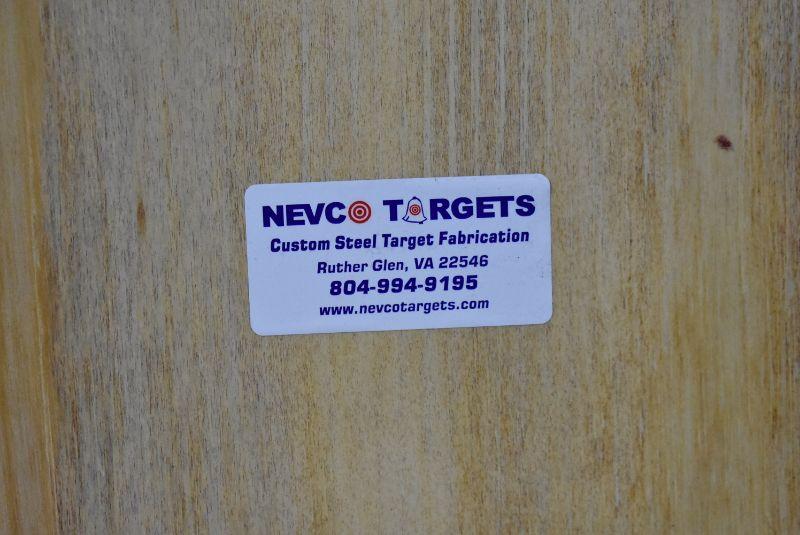 NEVCO TARGETS
Custom Steel Target Fabrication
Ruther Glen, VA 22546
804-994-9195
www.nevcotargets.com